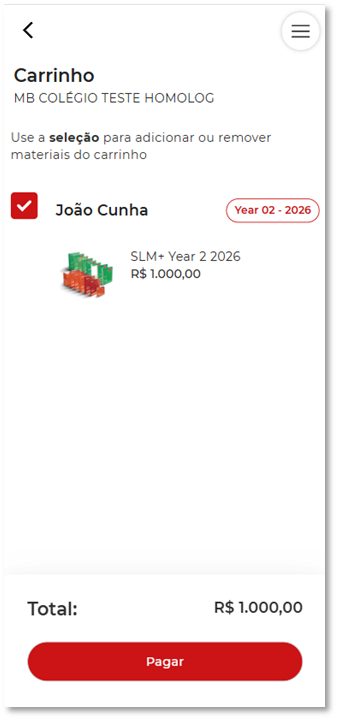 Carrinho
MB COLÉGIO TESTE HOMOLOG
Use a seleção para adicionar ou remover
materiais do carrinho
João Cunha
Year 02 - 2026
SLM+ Year 2 2026
R$ 1.000,00
Total:
R$ 1.000,00
Pagar